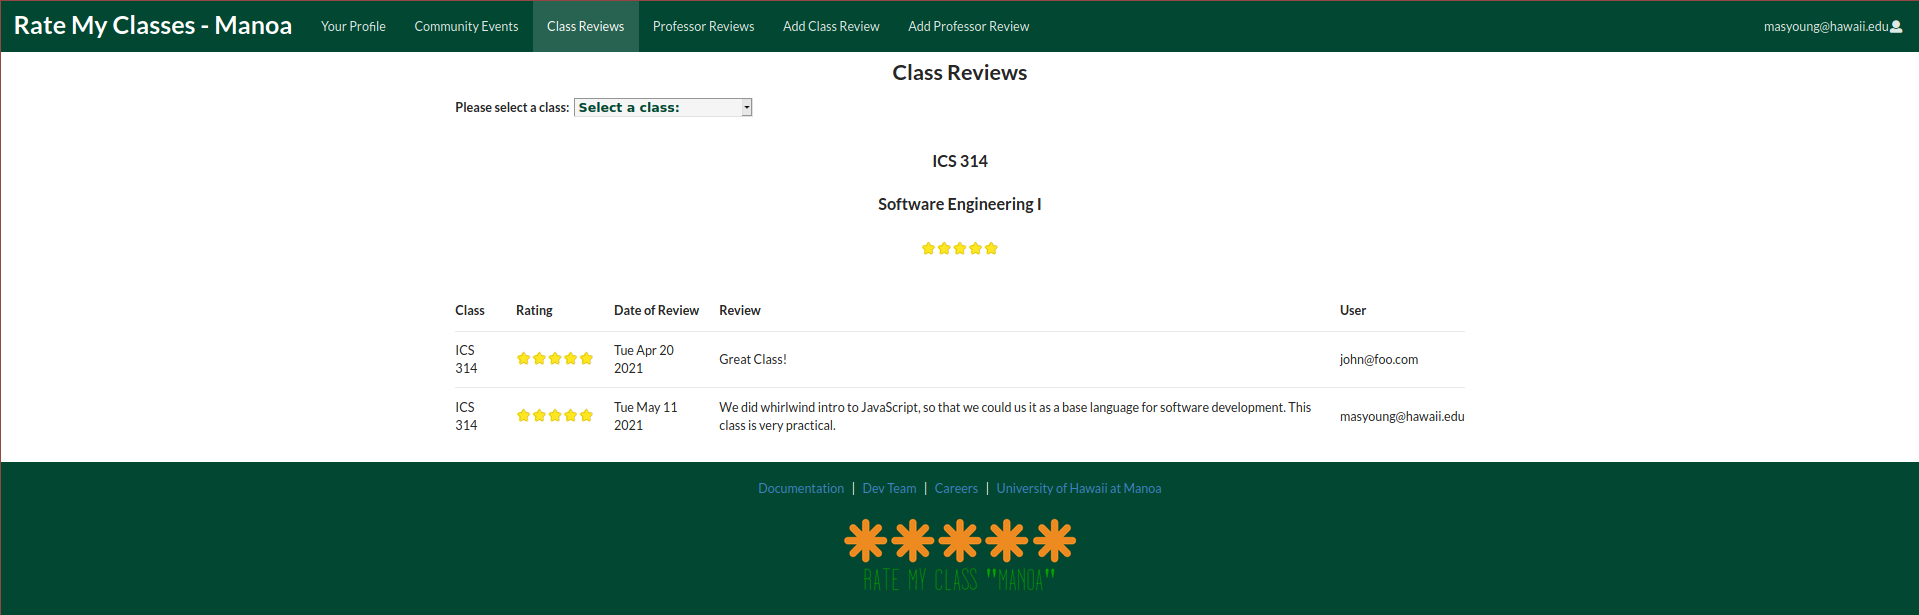 Rate My Classes - Manoa Your Profile Community Events Class Reviews Professor Reviews Add Class Review Add Professor Review masyoung@hawaii.edu
Class Reviews
Please select a class: Select a class:
ICS 314
Software Engineering I
Class Rating Date of Review Review User
ICS 314 Tue Apr 20 2021 Great Class! john@foo.com
ICS 314 Tue May 11 2021 We did whirlwind intro to JavaScript, so that we could us it as a base language for software development. This
class is very practical. masyoung@hawaii.edu
Documentation | Dev Team | Careers | University of Hawaii at Manoa
RATE MY CLASS "MANOA"